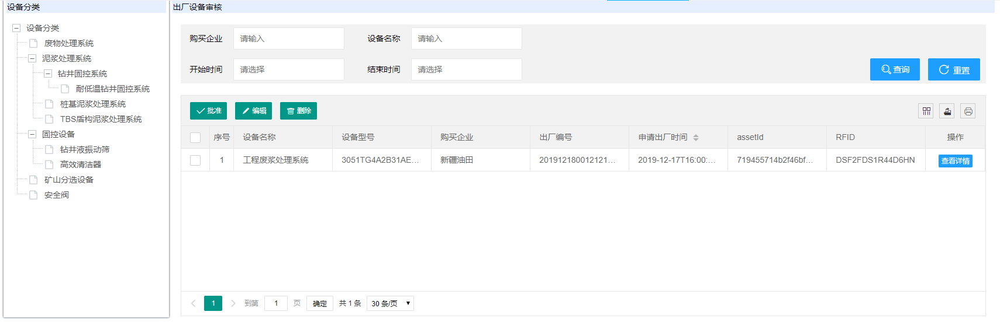 设备分类
设备分类
废物处理系统
泥浆处理系统
钻井固控系统
耐低温钻井固控系统
桩基泥浆处理系统
TBS盾构泥浆处理系统
固控设备
钻井液振动筛
高效清洁器
矿山分选设备
安全阀
出厂设备审核
购买企业 请输入 设备名称 请输入
开始时间 请选择 结束时间 请选择 查询 重置
批准 编辑 删除
序号 设备名称 设备型号 购买企业 出厂编号 申请出厂时间 assetId RFID 操作
1 工程废浆处理系统 3051TG4A2B31AE... 新疆油田 201912180012121... 2019-12-17T16:00:... 719455714b2f46bf... DSF2FDS1R44D6HN 查看详情
1 到第 1 页 确定 共 1 条 30 条/页